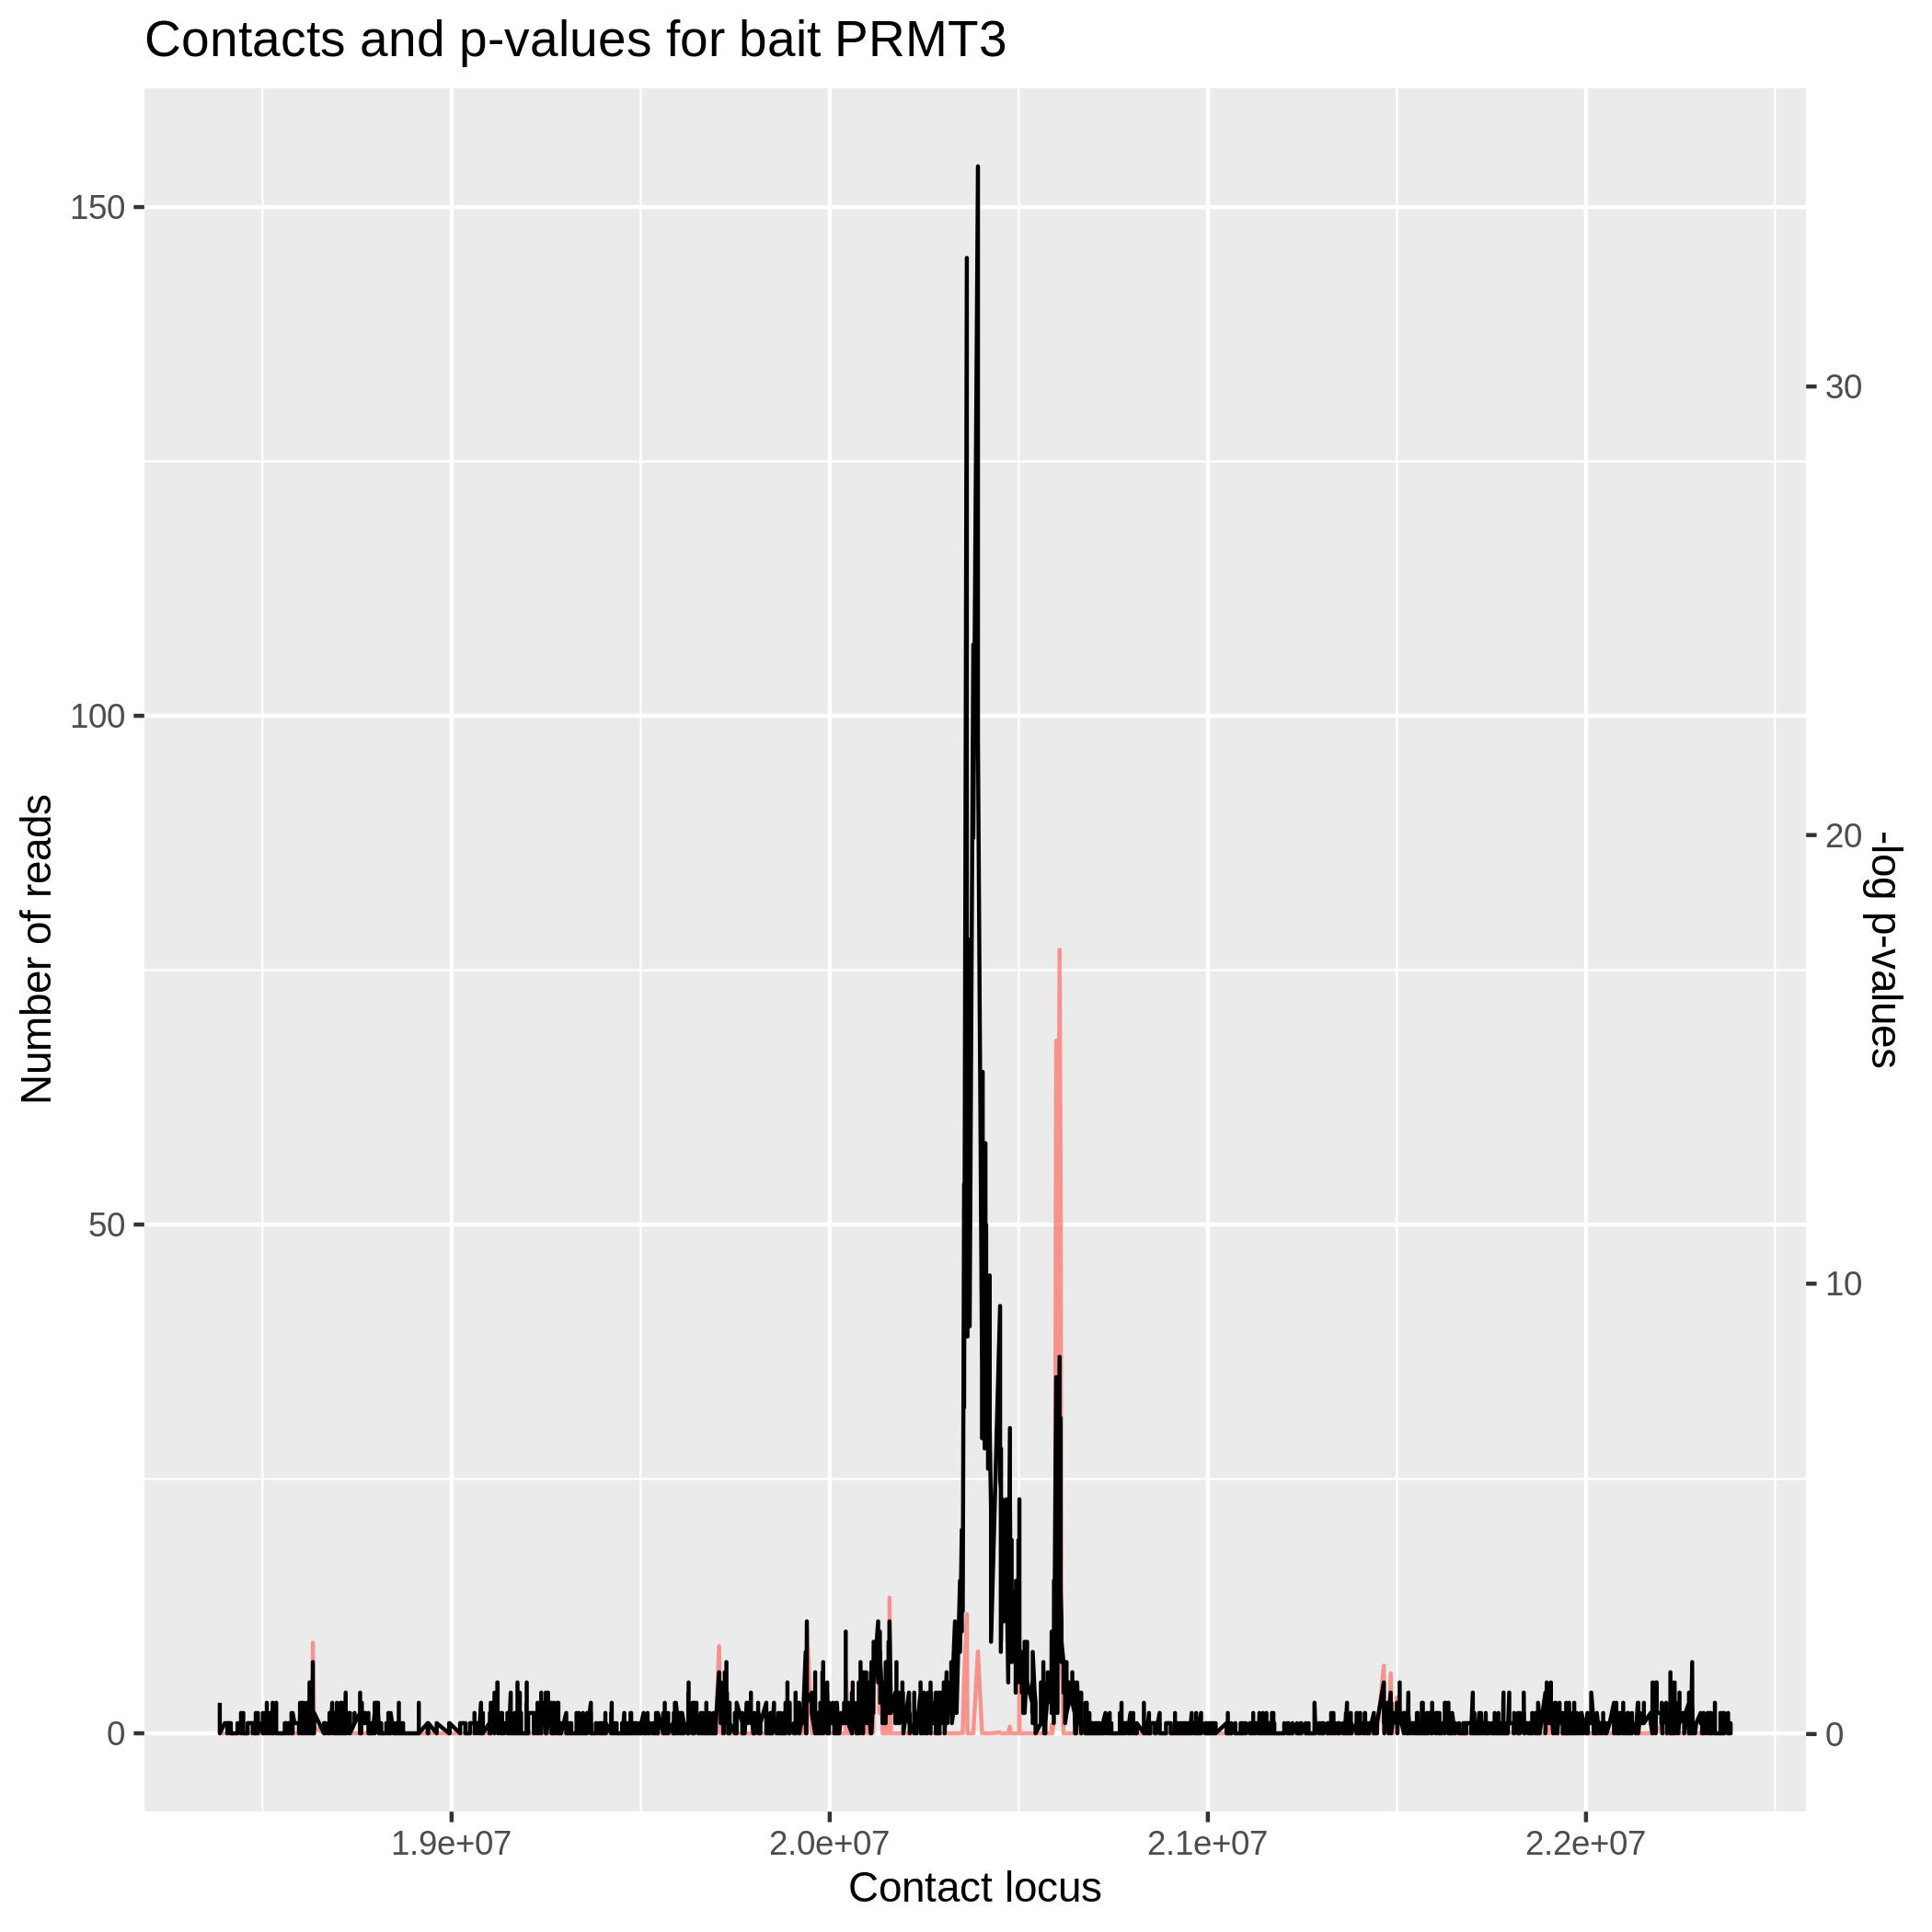 Contacts and p-values for bait PRMT3
150
100
50
0
Number of reads
30
20
10
0
-log p-values
1.9e+07
2.0e+07
2.1e+07
2.2e+07
Contact locus